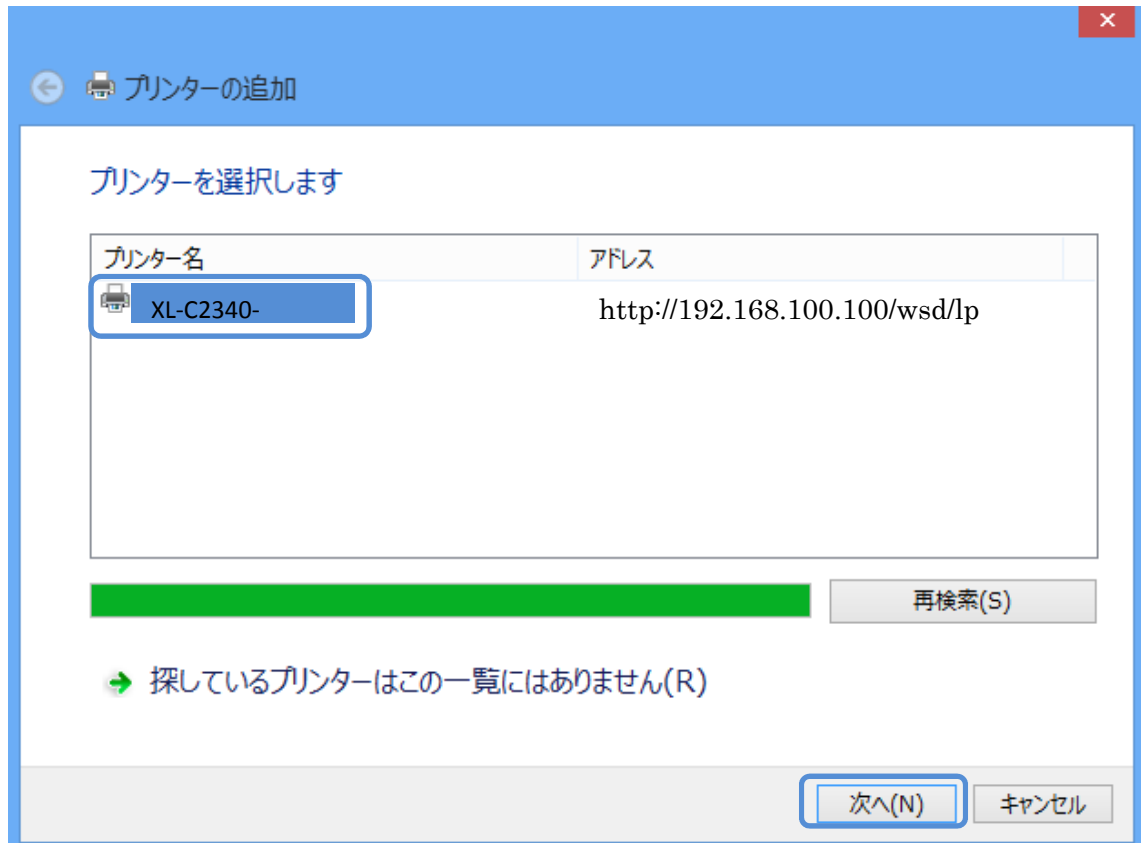 プリンターの追加
プリンターを選択します
プリンター名 アドレス
XL-C2340- http://192.168.100.100/wsd/lp
再検索(S)
探しているプリンターはこの一覧にはありません(R)
次へ(N) キャンセル